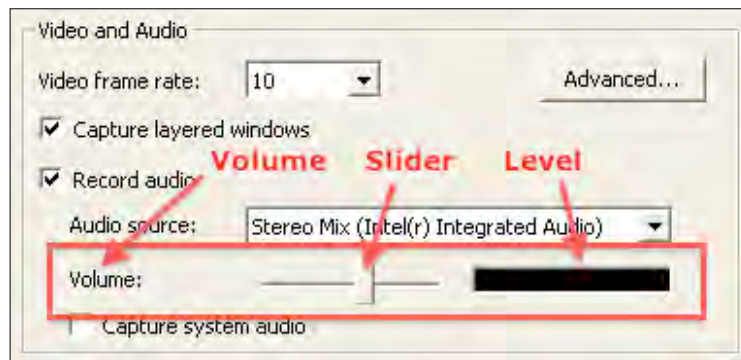 Video and Audio
Video frame rate: 10 Advanced...
Capture layered windows
Volume Slider Level
Record audio
Audio source: Stereo Mix (Intel(r) Integrated Audio)
Volume:
Capture system audio